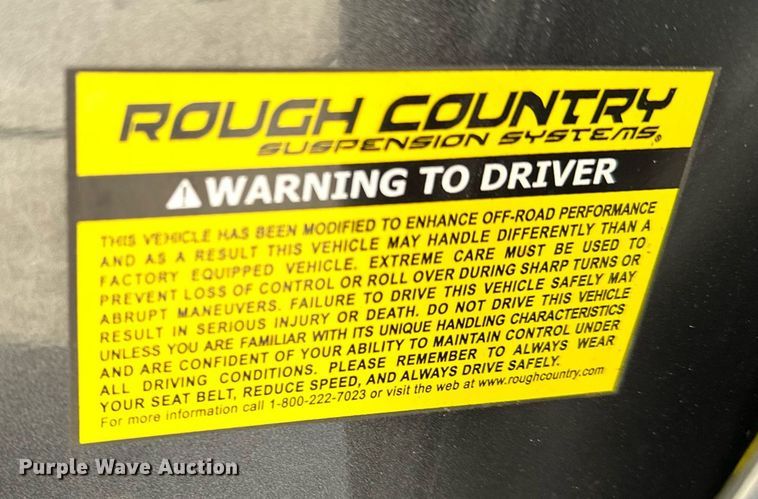 ROUGH COUNTRY
SUSPENSION SYSTEMS®
WARNING TO DRIVER
THIS VEHICLE HAS BEEN MODIFIED TO ENHANCE OFF-ROAD PERFORMANCE
AND AS A RESULT THIS VEHICLE MAY HANDLE DIFFERENTLY THAN A
FACTORY EQUIPPED VEHICLE. EXTREME CARE MUST BE USED TO
PREVENT LOSS OF CONTROL OR ROLL OVER DURING SHARP TURNS OR
ABRUPT MANEUVERS. FAILURE TO DRIVE THIS VEHICLE SAFELY MAY
RESULT IN SERIOUS INJURY OR DEATH. DO NOT DRIVE THIS VEHICLE
UNLESS YOU ARE FAMILIAR WITH ITS UNIQUE HANDLING CHARACTERISTICS
AND ARE CONFIDENT OF YOUR ABILITY TO MAINTAIN CONTROL UNDER
ALL DRIVING CONDITIONS. PLEASE REMEMBER TO ALWAYS WEAR
YOUR SEAT BELT, REDUCE SPEED, AND ALWAYS DRIVE SAFELY.
For more information call 1-800-222-7023 or visit the web at www.roughcountry.com
Purple Wave Auction